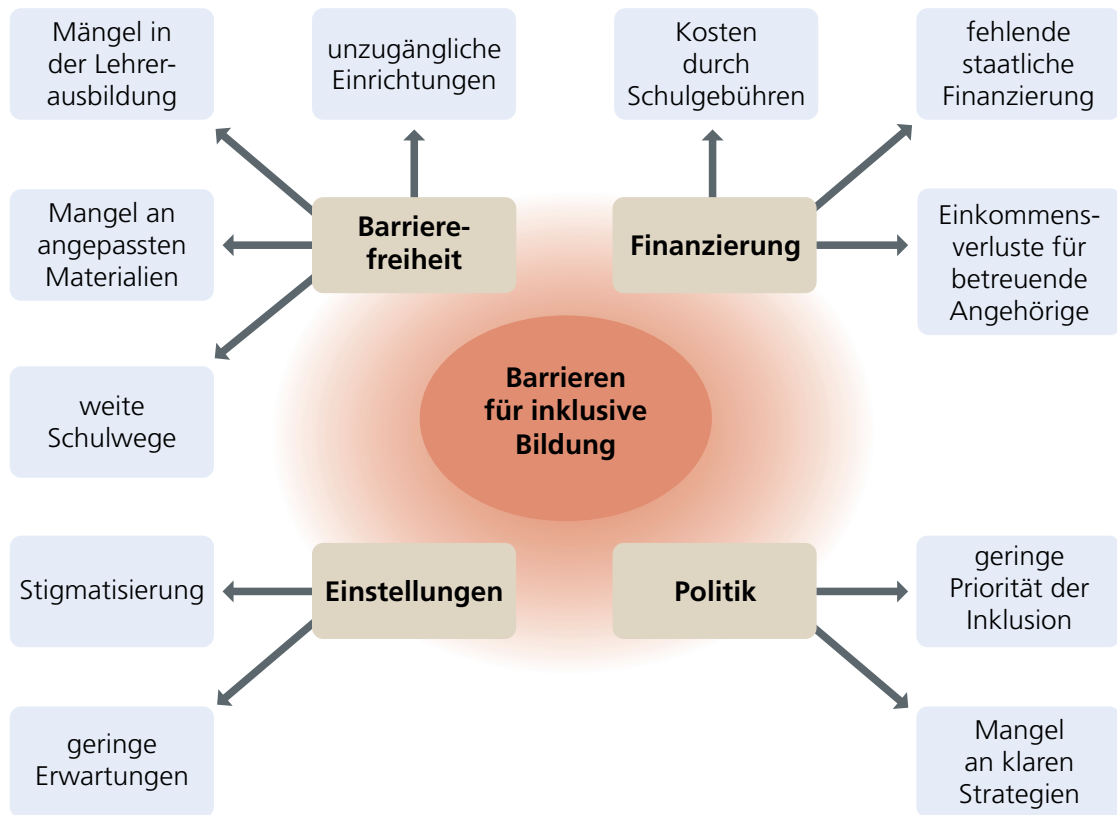 Mängel in
der Lehrer-
ausbildung
unzugängliche
Einrichtungen
Kosten
durch
Schulgebühren
fehlende
staatliche
Finanzierung
Mangel an
angepassten
Materialien
Barriere-
freiheit
Finanzierung
Einkommens-
verluste für
betreuende
Angehörige
weite
Schulwege
Barrieren
für inklusive
Bildung
Stigmatisierung
Einstellungen
Politik
geringe
Priorität der
Inklusion
geringe
Erwartungen
Mangel
an klaren
Strategien